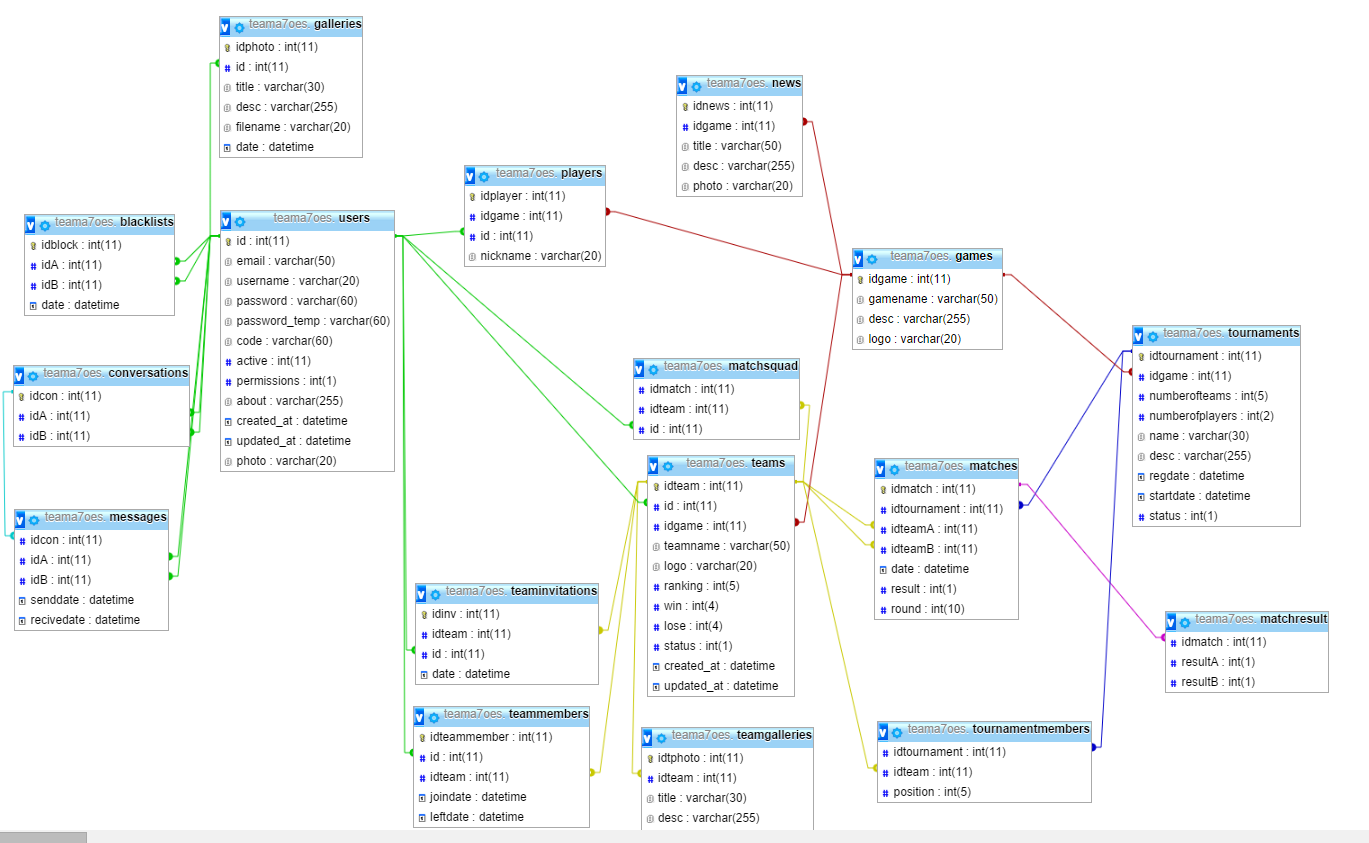 teama7oes. galleries
idphoto : int(11)
id : int(11)
title : varchar(30)
desc : varchar(255)
filename : varchar(20)
date : datetime
teama7oes. news
idnews : int(11)
idgame : int(11)
title : varchar(50)
desc : varchar(255)
photo : varchar(20)
teama7oes. players
idplayer : int(11)
idgame : int(11)
id : int(11)
nickname : varchar(20)
teama7oes. blacklists
idblock : int(11)
idA : int(11)
idB : int(11)
date : datetime
teama7oes. users
id : int(11)
email : varchar(50)
username : varchar(20)
password : varchar(60)
password_temp : varchar(60)
code : varchar(60)
active : int(11)
permissions : int(1)
about : varchar(255)
created_at : datetime
updated_at : datetime
photo : varchar(20)
teama7oes. games
idgame : int(11)
gamename : varchar(50)
desc : varchar(255)
logo : varchar(20)
teama7oes. tournaments
idtournament : int(11)
idgame : int(11)
numberofteams : int(5)
numberofplayers : int(2)
name : varchar(30)
desc : varchar(255)
regdate : datetime
startdate : datetime
status : int(1)
teama7oes. conversations
idcon : int(11)
idA : int(11)
idB : int(11)
teama7oes. matchsquad
idmatch : int(11)
idteam : int(11)
id : int(11)
teama7oes. teams
idteam : int(11)
id : int(11)
idgame : int(11)
teamname : varchar(50)
logo : varchar(20)
ranking : int(5)
win : int(4)
lose : int(4)
status : int(1)
created_at : datetime
updated_at : datetime
teama7oes. matches
idmatch : int(11)
idtournament : int(11)
idteamA : int(11)
idteamB : int(11)
date : datetime
result : int(1)
round : int(10)
teama7oes. messages
idcon : int(11)
idA : int(11)
idB : int(11)
senddate : datetime
recivedate : datetime
teama7oes. teaminvitations
idinv : int(11)
idteam : int(11)
id : int(11)
date : datetime
teama7oes. matchresult
idmatch : int(11)
resultA : int(1)
resultB : int(1)
teama7oes. teammembers
idteammember : int(11)
id : int(11)
idteam : int(11)
joindate : datetime
leftdate : datetime
teama7oes. teamgalleries
idtphoto : int(11)
idteam : int(11)
title : varchar(30)
desc : varchar(255)
teama7oes. tournamentmembers
idtournament : int(11)
idteam : int(11)
position : int(5)